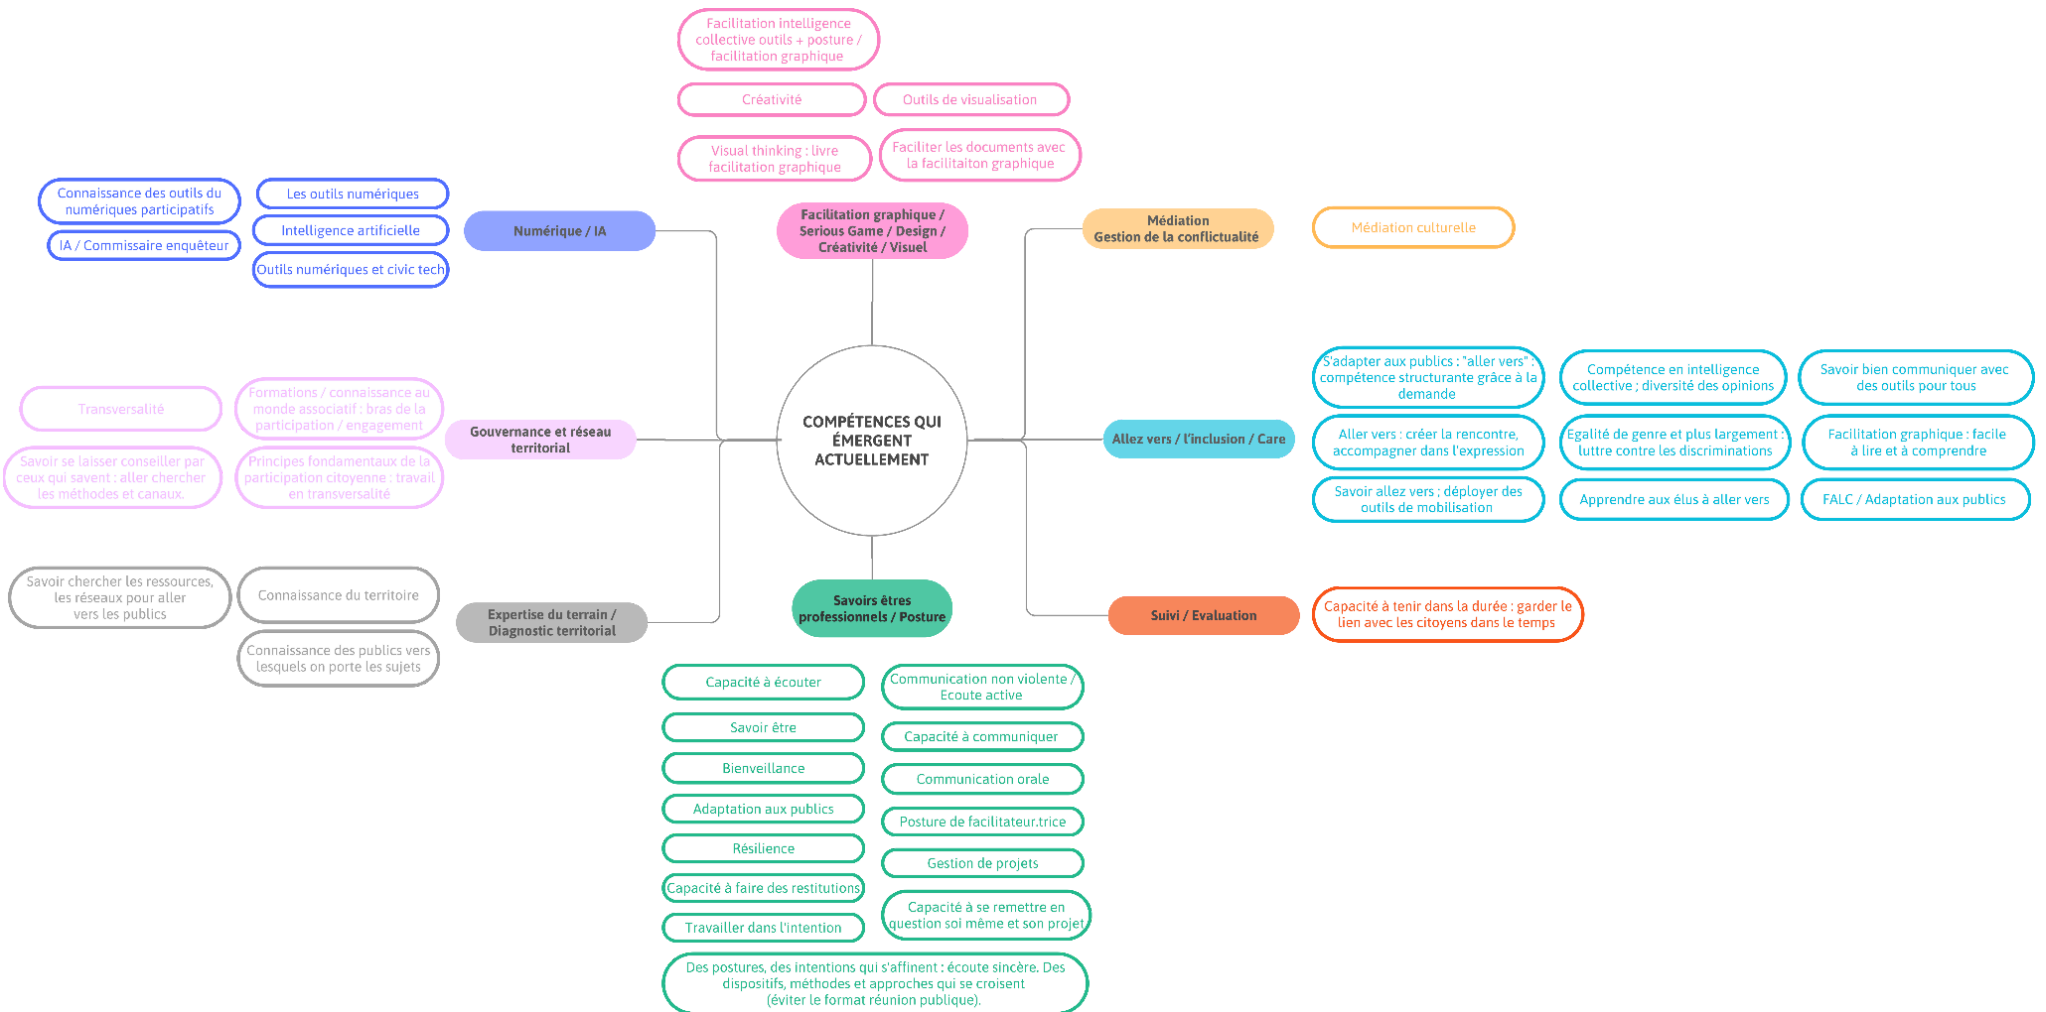 Facilitation intelligence
collective outils + posture /
facilitation graphique
Créativité
Outils de visualisation
Visual thinking : livre
facilitation graphique
Faciliter les documents avec
la facilitaiton graphique
Facilitation graphique /
Serious Game / Design /
Créativité / Visuel
Connaissance des outils du
numériques participatifs
Les outils numériques
IA / Commissaire enquêteur
Intelligence artificielle
Outils numériques et civic tech
Numérique / IA
Médiation
Gestion de la conflictualité
Médiation culturelle
Transversalité
Formations / connaissance au
monde associatif : bras de la
participation / engagement
Savoir se laisser conseiller par
ceux qui savent : aller chercher
les méthodes et canaux.
Principes fondamentaux de la
participation citoyenne : travail
en transversalité
Gouvernance et réseau
territorial
COMPÉTENCES QUI
ÉMERGENT
ACTUELLEMENT
Allez vers / l'inclusion / Care
S'adapter aux publics : "aller vers" :
compétence structurante grâce à la
demande
Compétence en intelligence
collective ; diversité des opinions
Savoir bien communiquer avec
des outils pour tous
Aller vers : créer la rencontre,
accompagner dans l'expression
Egalité de genre et plus largement :
luttre contre les discriminations
Facilitation graphique : facile
à lire et à comprendre
Savoir allez vers ; déployer des
outils de mobilisation
Apprendre aux élus à aller vers
FALC / Adaptation aux publics
Savoir chercher les ressources,
les réseaux pour aller
vers les publics
Connaissance du territoire
Connaissance des publics vers
lesquels on porte les sujets
Expertise du terrain /
Diagnostic territorial
Savoirs êtres
professionnels / Posture
Suivi / Evaluation
Capacité à tenir dans la durée : garder le
lien avec les citoyens dans le temps
Capacité à écouter
Savoir être
Bienveillance
Adaptation aux publics
Résilience
Capacité à faire des restitutions
Travailler dans l'intention
Communication non violente /
Ecoute active
Capacité à communiquer
Communication orale
Posture de facilitateur.trice
Gestion de projets
Capacité à se remettre en
question soi même et son projet
Des postures, des intentions qui s'affinent : écoute sincère. Des
dispositifs, méthodes et approches qui se croisent
(éviter le format réunion publique).